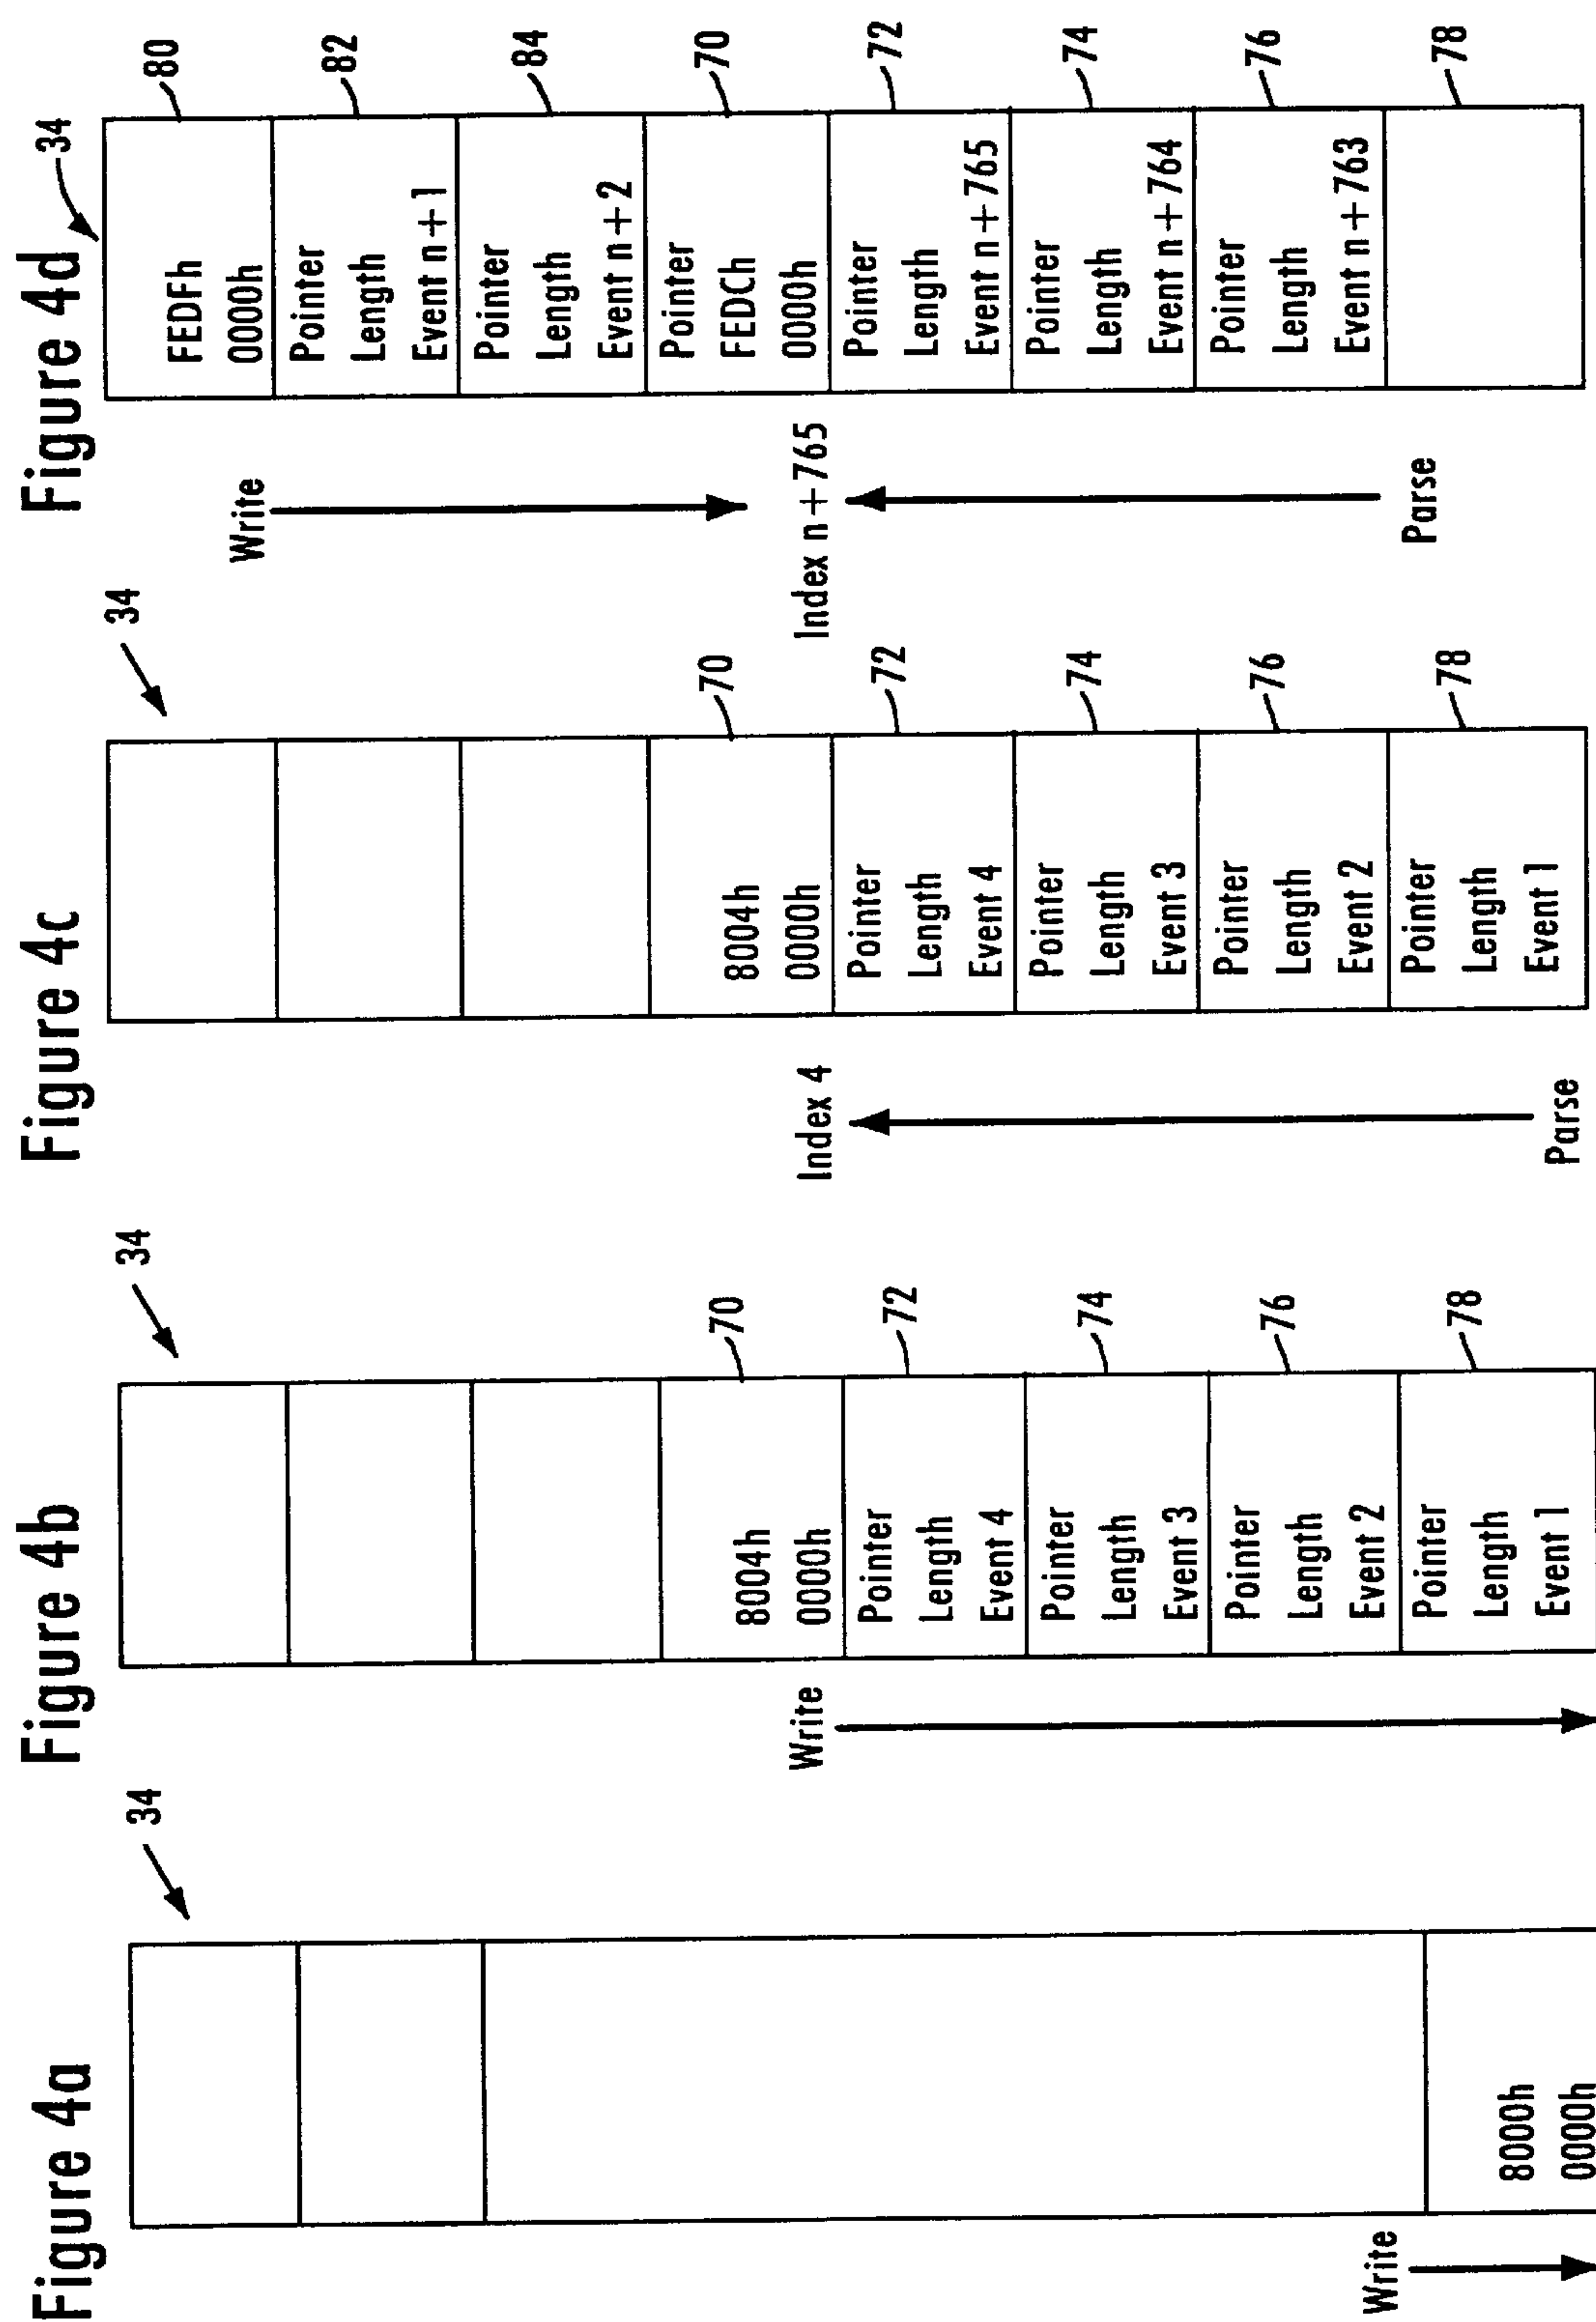 Figure 4a
34
Write
8000h
0000h
Figure 4b
34
Write
8004h
0000h
70
Pointer
Length
Event 4
72
Pointer
Length
Event 3
74
Pointer
Length
Event 2
76
Pointer
Length
Event 1
78
Figure 4c
34
Index 4
Parse
8004h
0000h
70
Pointer
Length
Event 4
72
Pointer
Length
Event 3
74
Pointer
Length
Event 2
76
Pointer
Length
Event 1
78
Figure 4d
34
Write
Index n+765
Parse
FEDFh
0000h
80
Pointer
Length
Event n+1
82
Pointer
Length
Event n+2
84
Pointer
FEDCh
0000h
70
Pointer
Length
Event n+765
72
Pointer
Length
Event n+764
74
Pointer
Length
Event n+763
76
78